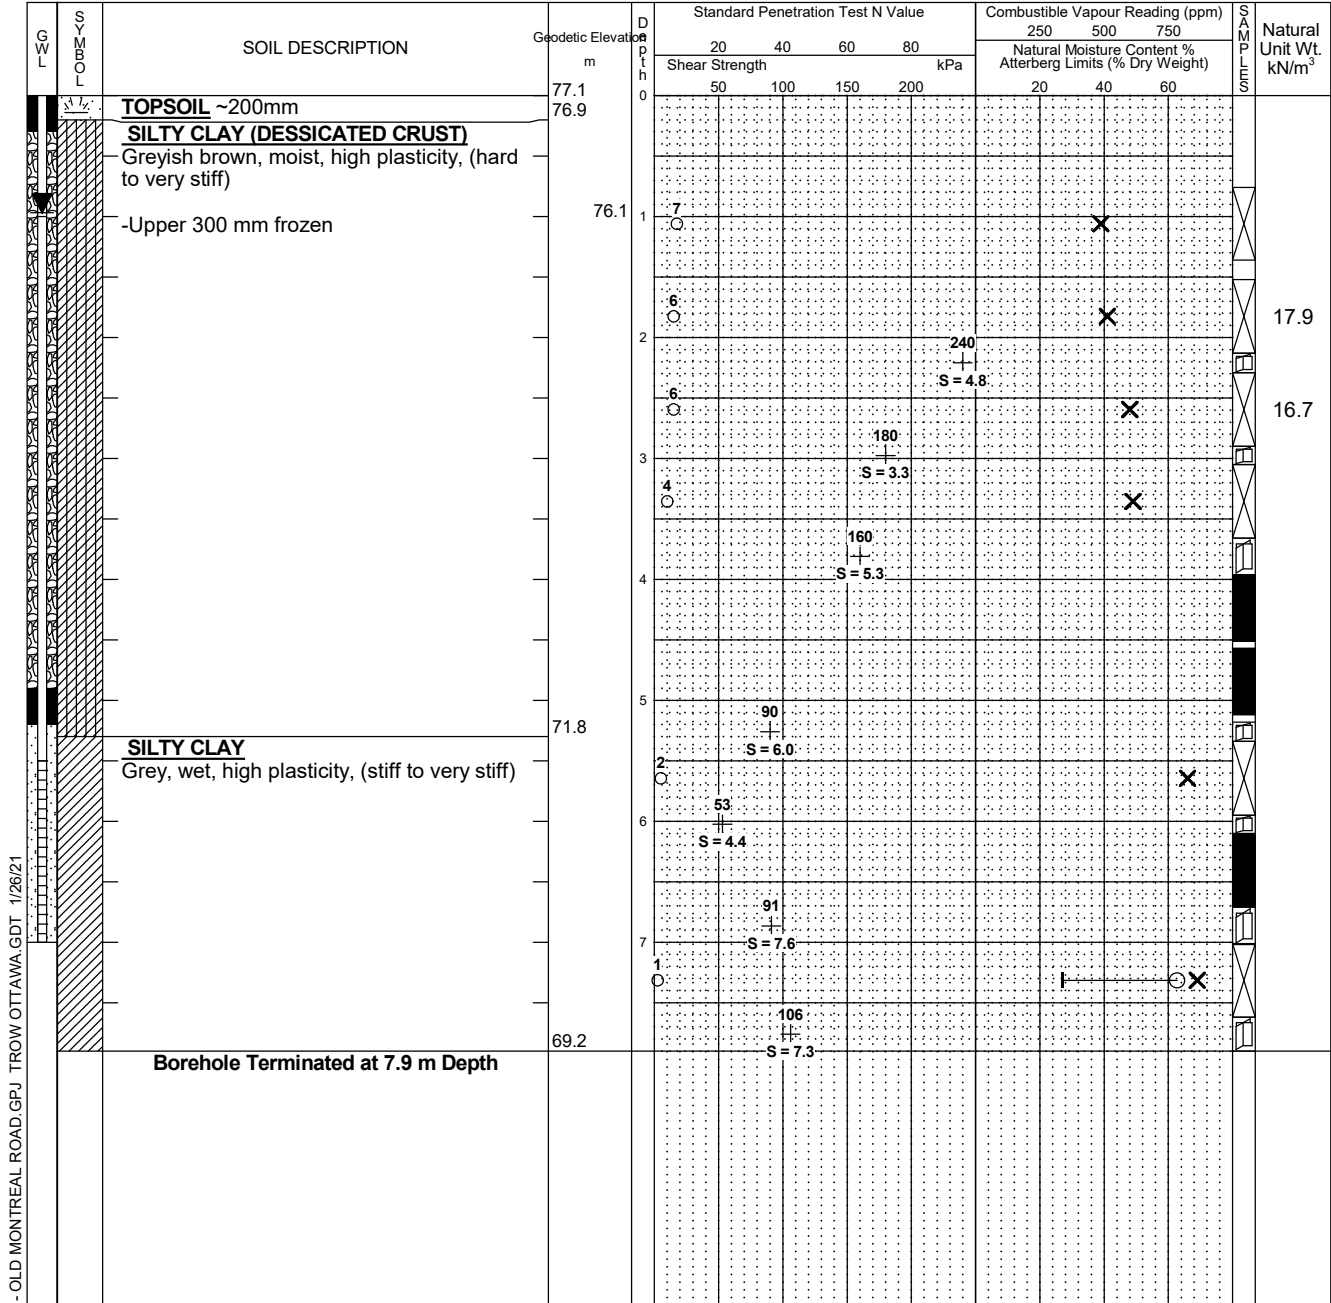 GWL
SYMBOL
SOIL DESCRIPTION
Geodetic Elevation
m
Depth
Standard Penetration Test N Value
20 40 60 80
Shear Strength kPa
50 100 150 200
Combustible Vapour Reading (ppm)
250 500 750
Natural Moisture Content %
Atterberg Limits (% Dry Weight)
20 40 60
SAMPLES
Natural
Unit Wt.
kN/m³
77.1
0
TOPSOIL ~200mm
76.9
SILTY CLAY (DESSICATED CRUST)
Greyish brown, moist, high plasticity, (hard
to very stiff)
-Upper 300 mm frozen
76.1
1
7
6
17.9
2
240
S = 4.8
6
16.7
180
3
S = 3.3
4
160
S = 5.3
4
5
90
71.8
SILTY CLAY
S = 6.0
Grey, wet, high plasticity, (stiff to very stiff)
2
53
6
S = 4.4
91
7
S = 7.6
1
106
69.2
S = 7.3
Borehole Terminated at 7.9 m Depth
- OLD MONTREAL ROAD.GPJ TROW OTTAWA.GDT 1/26/21